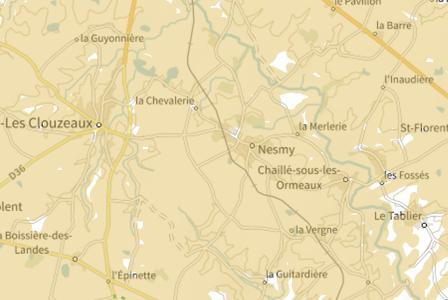 le Pavillon
la Barre
la Guyonnière
l'Inaudière
la Chevalerie
-Les Clouzeaux
la Merlerie
St-Florent
Nesmy
D36
Chaillé-sous-les-
Ormeaux
les Fossés
Le Tablier
olent
la Vergne
a Boissière-des-
Landes
l'Épinette
la Guitardière